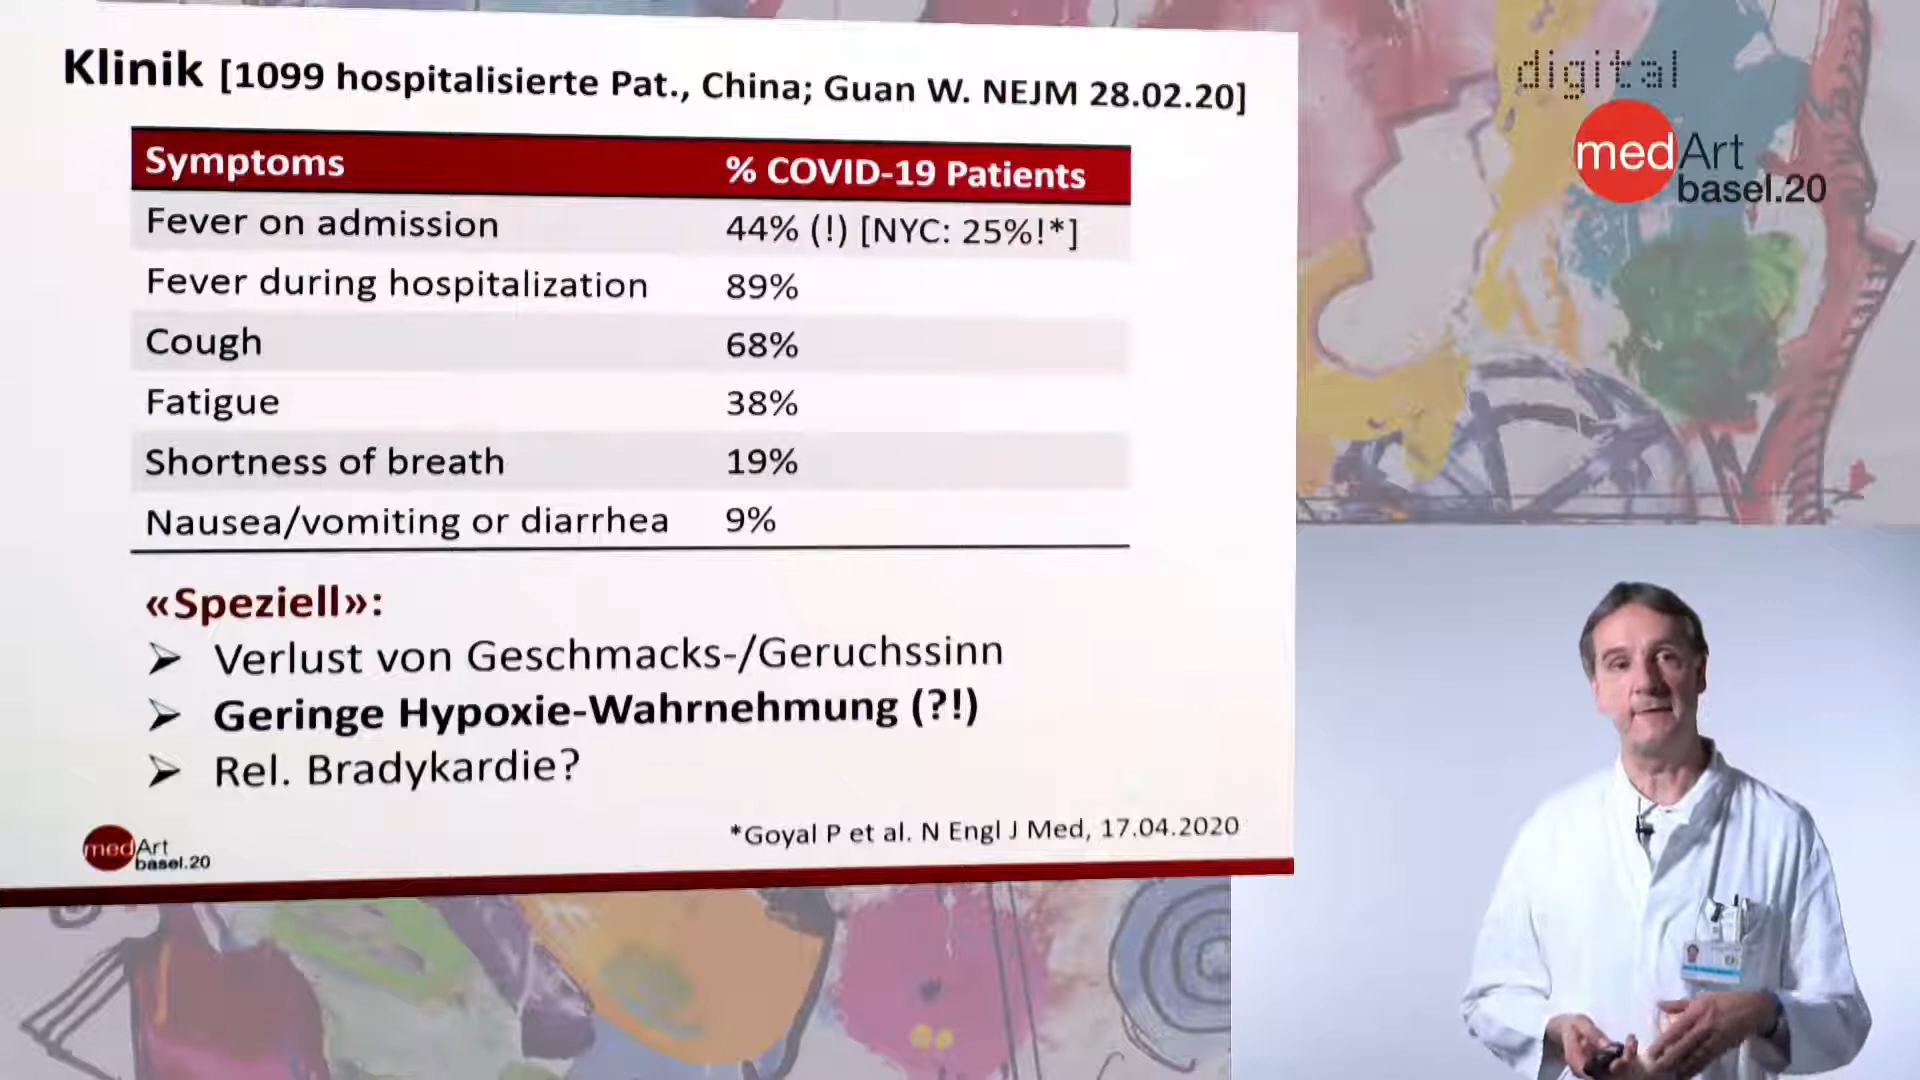 Klinik [1099 hospitalisierte Pat., China; Guan W. NEJM 28.02.20]
Symptoms % COVID-19 Patients
Fever on admission 44% (!) [NYC: 25%!*]
Fever during hospitalization 89%
Cough 68%
Fatigue 38%
Shortness of breath 19%
Nausea/vomiting or diarrhea 9%
«Speziell»:
Verlust von Geschmacks-/Geruchssinn
Geringe Hypoxie-Wahrnehmung (?!)
Rel. Bradykardie?
*Goyal P et al. N Engl J Med, 17.04.2020
medArt
basel.20
digital
medArt
basel.20